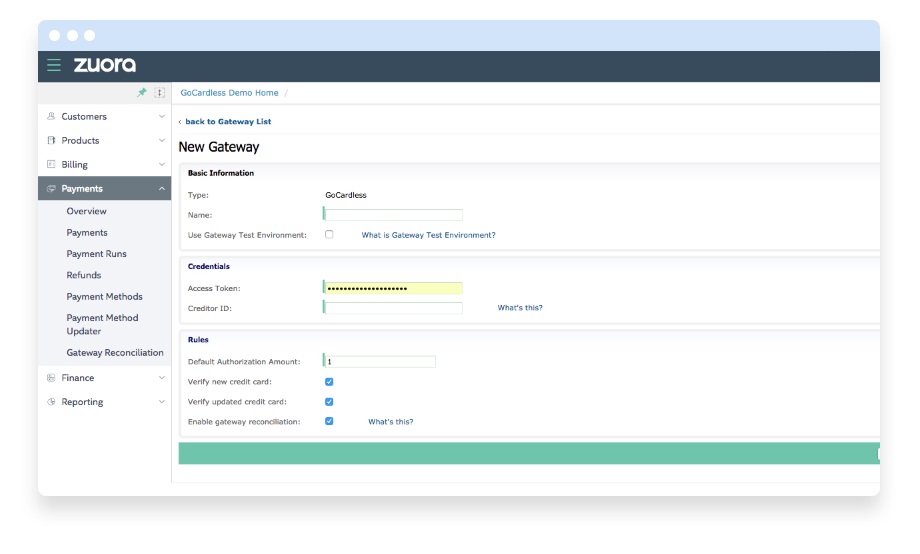 zuora
GoCardless Demo Home /
Customers
Products
Billing
Payments
Overview
Payments
Payment Runs
Refunds
Payment Methods
Payment Method
Updater
Gateway Reconciliation
Finance
Reporting
‹ back to Gateway List
New Gateway
Basic Information
Type: GoCardless
Name:
Use Gateway Test Environment: What is Gateway Test Environment?
Credentials
Access Token: ••••••••••••••••••••
Creditor ID: What's this?
Rules
Default Authorization Amount: 1
Verify new credit card:
Verify updated credit card:
Enable gateway reconciliation: What's this?